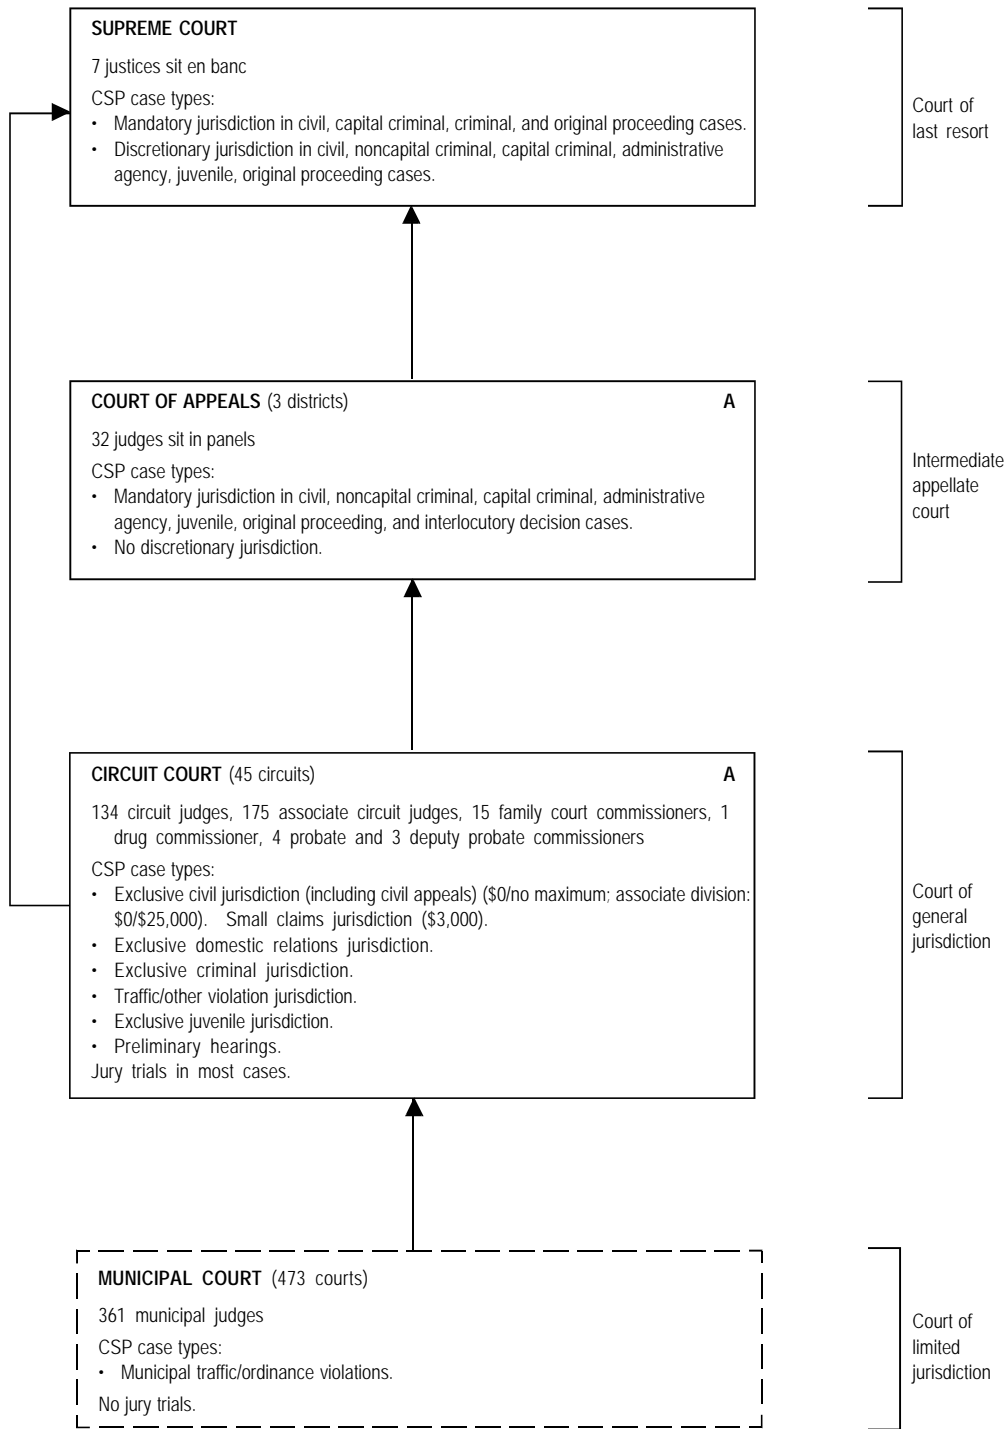 SUPREME COURT
7 justices sit en banc
CSP case types:
• Mandatory jurisdiction in civil, capital criminal, criminal, and original proceeding cases.
• Discretionary jurisdiction in civil, noncapital criminal, capital criminal, administrative
agency, juvenile, original proceeding cases.
Court of
last resort
COURT OF APPEALS (3 districts) A
32 judges sit in panels
CSP case types:
• Mandatory jurisdiction in civil, noncapital criminal, capital criminal, administrative
agency, juvenile, original proceeding, and interlocutory decision cases.
• No discretionary jurisdiction.
Intermediate
appellate
court
CIRCUIT COURT (45 circuits) A
134 circuit judges, 175 associate circuit judges, 15 family court commissioners, 1
drug commissioner, 4 probate and 3 deputy probate commissioners
CSP case types:
• Exclusive civil jurisdiction (including civil appeals) ($0/no maximum; associate division:
$0/$25,000). Small claims jurisdiction ($3,000).
• Exclusive domestic relations jurisdiction.
• Exclusive criminal jurisdiction.
• Traffic/other violation jurisdiction.
• Exclusive juvenile jurisdiction.
• Preliminary hearings.
Jury trials in most cases.
Court of
general
jurisdiction
MUNICIPAL COURT (473 courts)
361 municipal judges
CSP case types:
• Municipal traffic/ordinance violations.
No jury trials.
Court of
limited
jurisdiction